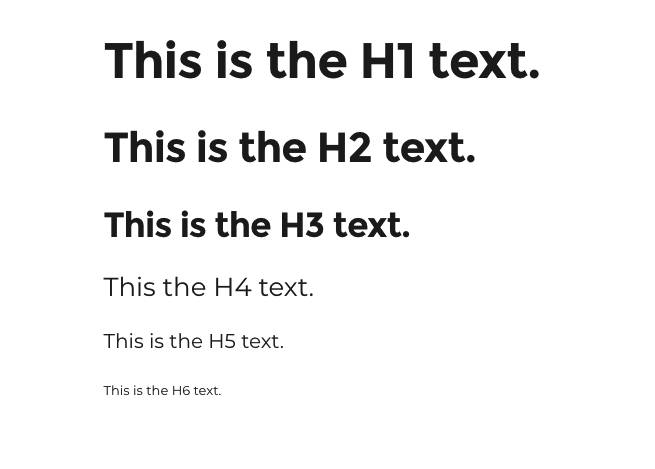 This is the H1 text.
This is the H2 text.
This is the H3 text.
This the H4 text.
This is the H5 text.
This is the H6 text.